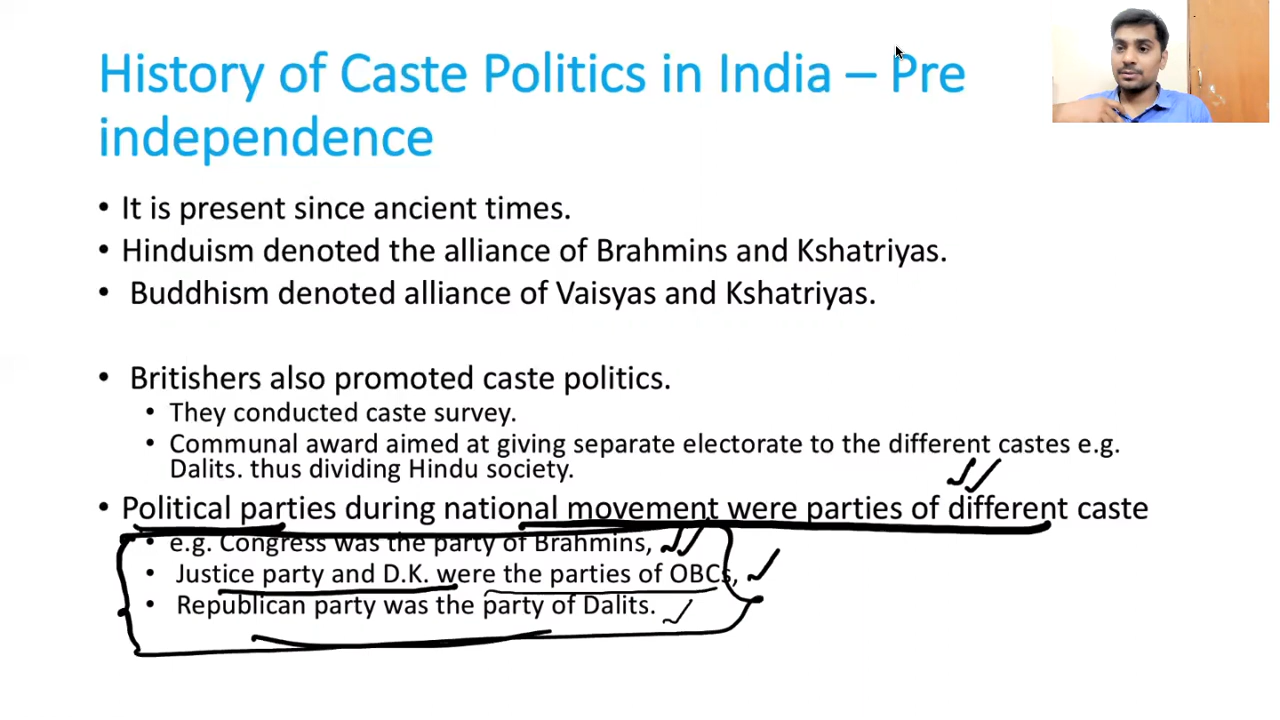 History of Caste Politics in India – Pre
independence
• It is present since ancient times.
• Hinduism denoted the alliance of Brahmins and Kshatriyas.
• Buddhism denoted alliance of Vaisyas and Kshatriyas.
• Britishers also promoted caste politics.
• They conducted caste survey.
• Communal award aimed at giving separate electorate to the different castes e.g.
Dalits. thus dividing Hindu society.
• Political parties during national movement were parties of different caste
• e.g. Congress was the party of Brahmins,
• Justice party and D.K. were the parties of OBCs,
• Republican party was the party of Dalits.